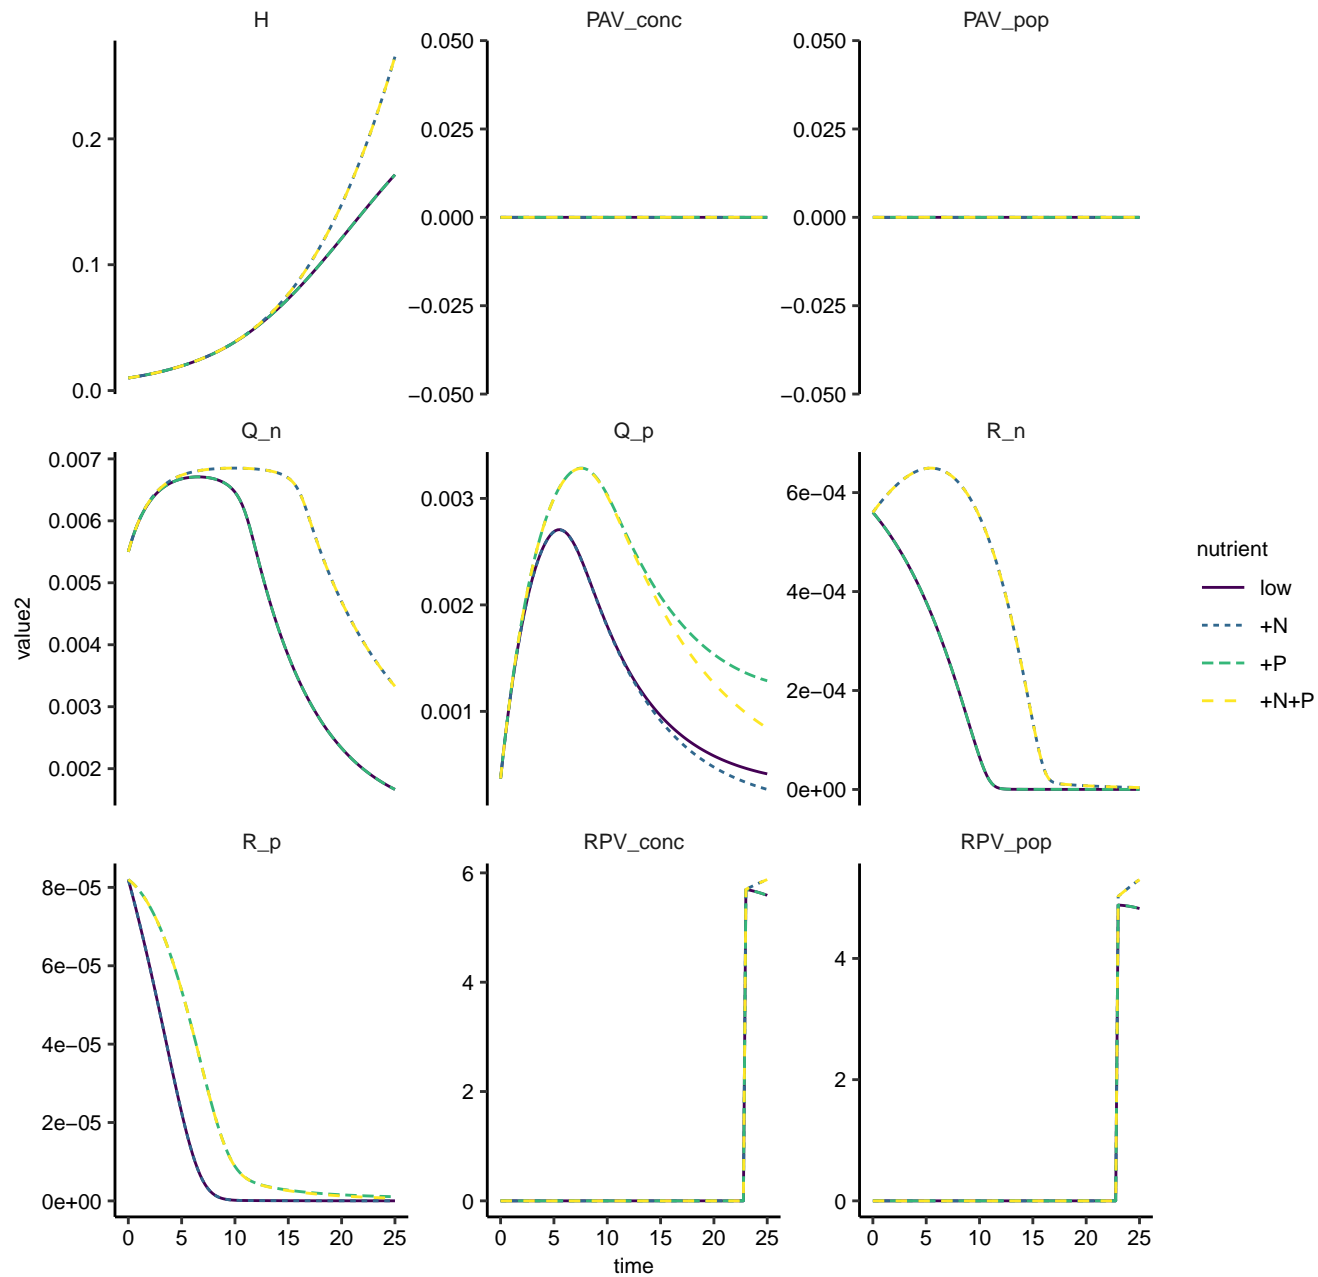 H
PAV_conc
PAV_pop
0.2
0.1
0.0
0.050
0.025
0.000
−0.025
−0.050
0.050
0.025
0.000
−0.025
−0.050
Q_n
Q_p
R_n
0.007
0.006
0.005
0.004
0.003
0.002
0.003
0.002
0.001
6e−04
4e−04
2e−04
0e+00
value2
nutrient
low
+N
+P
+N+P
R_p
RPV_conc
RPV_pop
8e−05
6e−05
4e−05
2e−05
0e+00
6
4
2
0
4
2
0
0 5 10 15 20 25
0 5 10 15 20 25
0 5 10 15 20 25
time